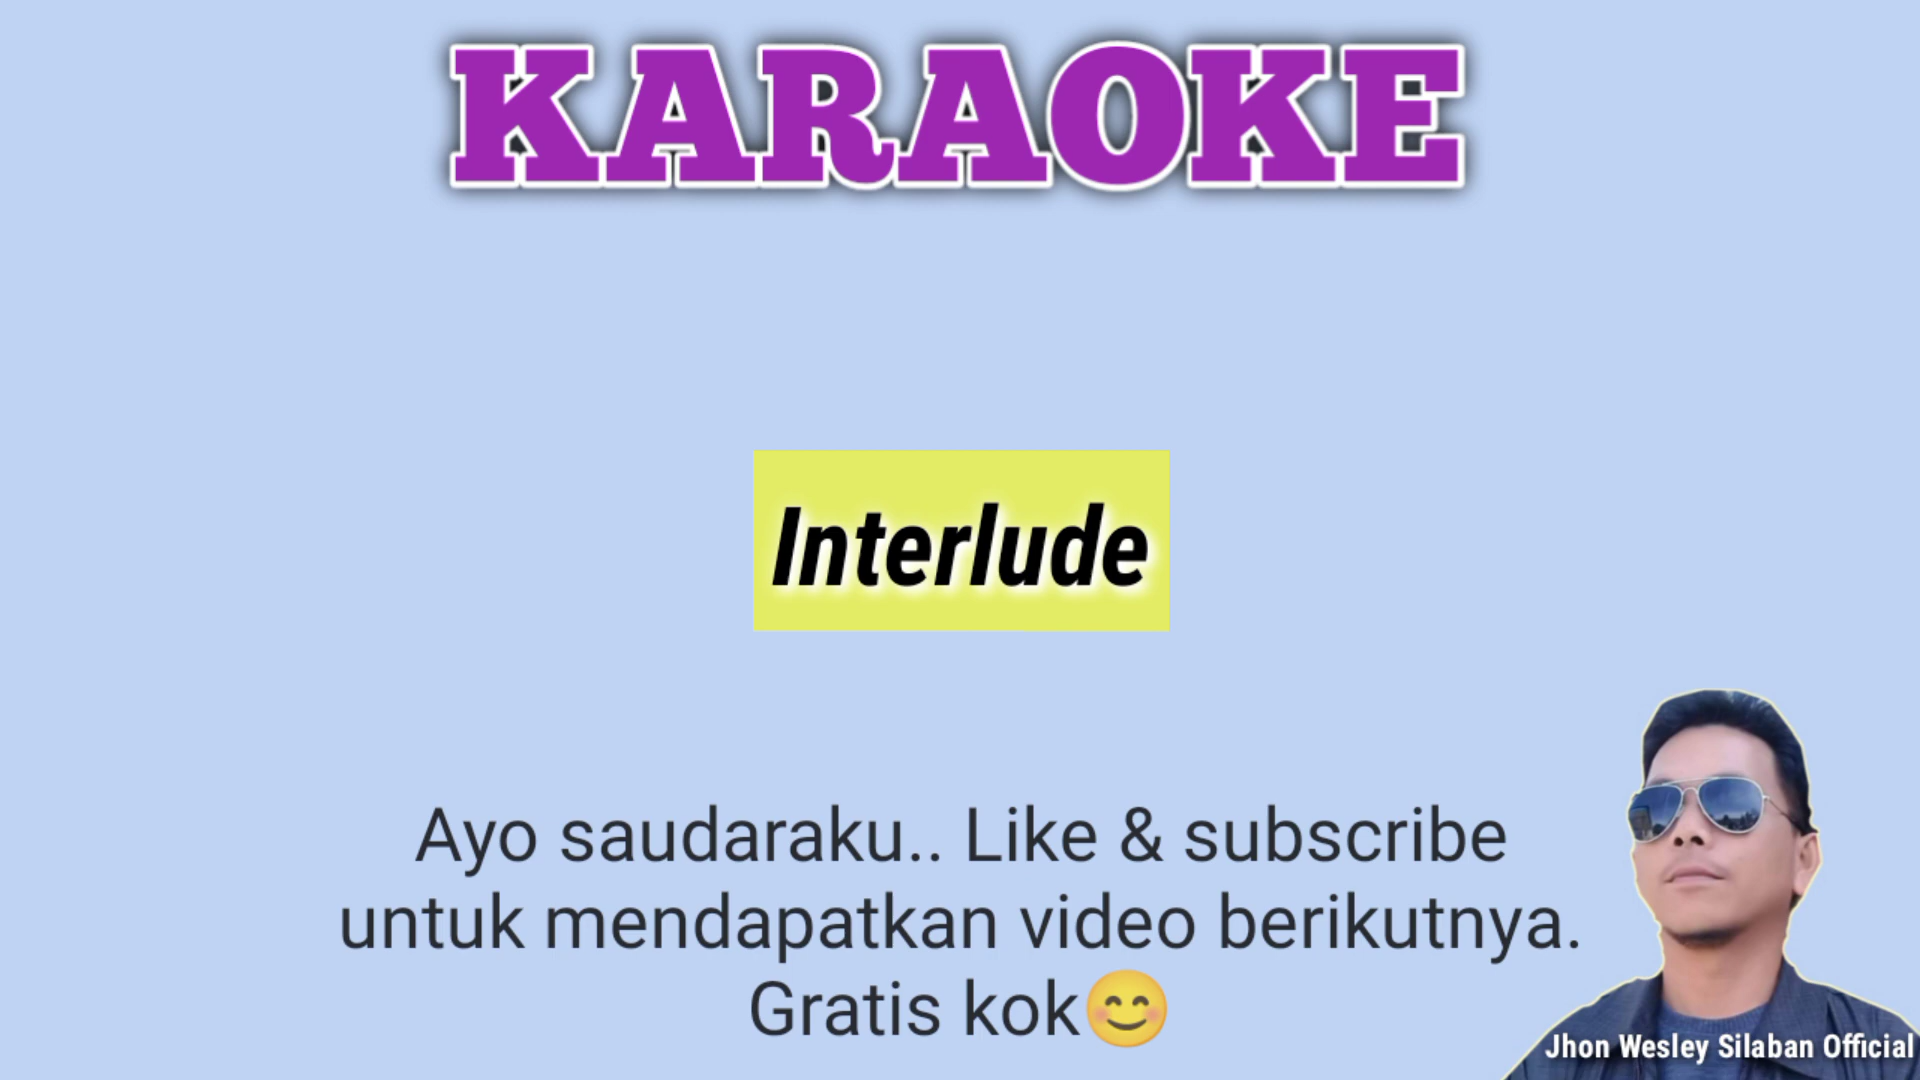 KARAOKE
Interlude
Ayo saudaraku.. Like & subscribe
untuk mendapatkan video berikutnya.
Gratis kok😊
Jhon Wesley Silaban Official